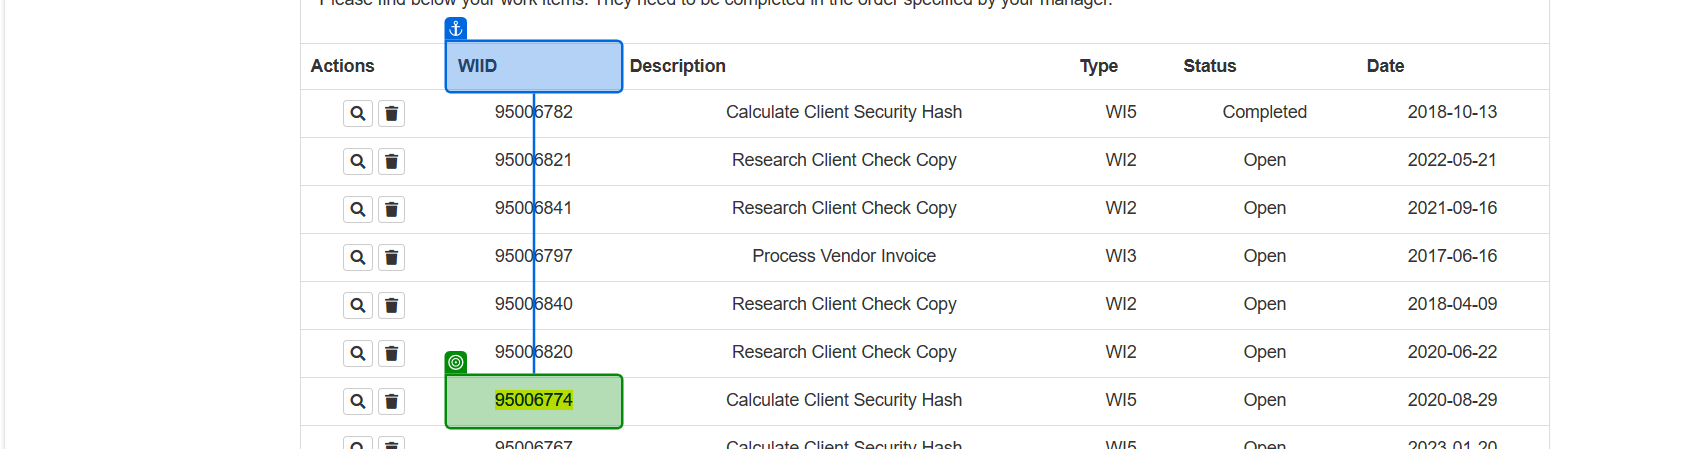 Please find below your work items. They need to be completed in the order specified by your manager.
Actions WIID Description Type Status Date
95006782 Calculate Client Security Hash WI5 Completed 2018-10-13
95006821 Research Client Check Copy WI2 Open 2022-05-21
95006841 Research Client Check Copy WI2 Open 2021-09-16
95006797 Process Vendor Invoice WI3 Open 2017-06-16
95006840 Research Client Check Copy WI2 Open 2018-04-09
95006820 Research Client Check Copy WI2 Open 2020-06-22
95006774 Calculate Client Security Hash WI5 Open 2020-08-29
95006767 Calculate Client Security Hash WI5 Open 2023-01-20